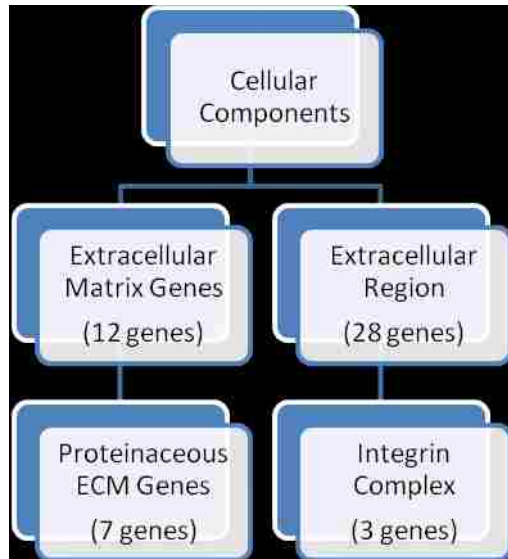 Cellular
Components
Extracellular
Matrix Genes
(12 genes)
Extracellular
Region
(28 genes)
Proteinaceous
ECM Genes
(7 genes)
Integrin
Complex
(3 genes)